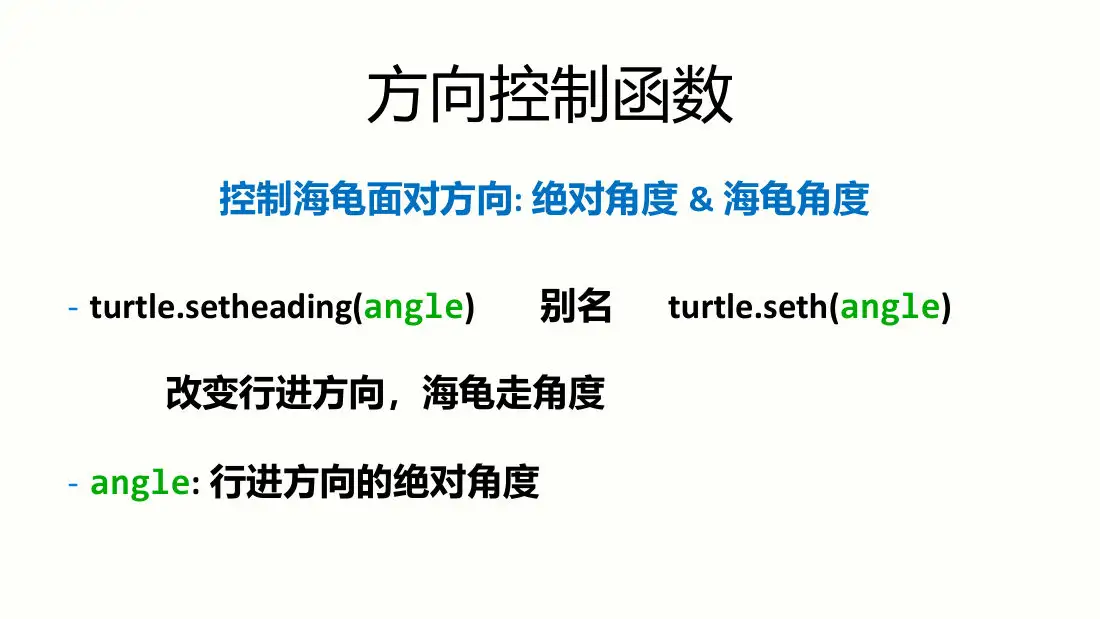 方向控制函数
控制海龟面对方向: 绝对角度 & 海龟角度
- turtle.setheading(angle) 别名 turtle.seth(angle)
改变行进方向，海龟走角度
- angle: 行进方向的绝对角度